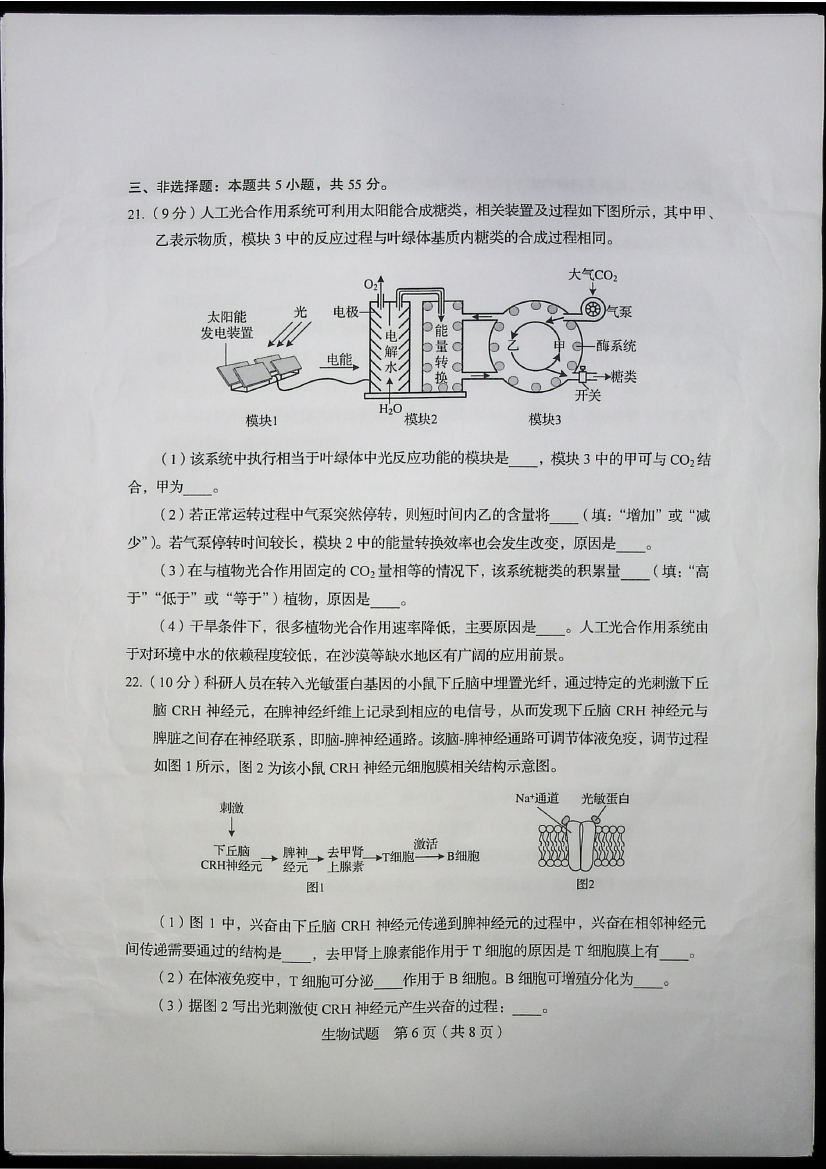 三、非选择题：本题共 5 小题，共 55 分。
21.（9 分）人工光合作用系统可利用太阳能合成糖类，相关装置及过程如下图所示，其中甲、
乙表示物质，模块 3 中的反应过程与叶绿体基质内糖类的合成过程相同。
大气CO₂
O₂
气泵
太阳能
发电装置
光
电极
电解水
能量转换
乙
甲
酶系统
电能
糖类
开关
H₂O
模块1
模块2
模块3
（1）该系统中执行相当于叶绿体中光反应功能的模块是____，模块 3 中的甲可与 CO₂ 结
合，甲为____。
（2）若正常运转过程中气泵突然停转，则短时间内乙的含量将____（填：“增加”或“减
少”）。若气泵停转时间较长，模块 2 中的能量转换效率也会发生改变，原因是____。
（3）在与植物光合作用固定的 CO₂ 量相等的情况下，该系统糖类的积累量____（填：“高
于”“低于”或“等于”）植物，原因是____。
（4）干旱条件下，很多植物光合作用速率降低，主要原因是____。人工光合作用系统由
于对环境中水的依赖程度较低，在沙漠等缺水地区有广阔的应用前景。
22.（10 分）科研人员在转入光敏蛋白基因的小鼠下丘脑中埋置光纤，通过特定的光刺激下丘
脑 CRH 神经元，在脾神经纤维上记录到相应的电信号，从而发现下丘脑 CRH 神经元与
脾脏之间存在神经联系，即脑-脾神经通路。该脑-脾神经通路可调节体液免疫，调节过程
如图 1 所示，图 2 为该小鼠 CRH 神经元细胞膜相关结构示意图。
Na⁺通道 光敏蛋白
刺激
下丘脑
CRH神经元
脾神
经元
去甲肾
上腺素
T细胞
激活
B细胞
图1
图2
（1）图 1 中，兴奋由下丘脑 CRH 神经元传递到脾神经元的过程中，兴奋在相邻神经元
间传递需要通过的结构是____，去甲肾上腺素能作用于 T 细胞的原因是 T 细胞膜上有____。
（2）在体液免疫中，T 细胞可分泌____作用于 B 细胞。B 细胞可增殖分化为____。
（3）据图 2 写出光刺激使 CRH 神经元产生兴奋的过程：____。
生物试题 第 6 页（共 8 页）